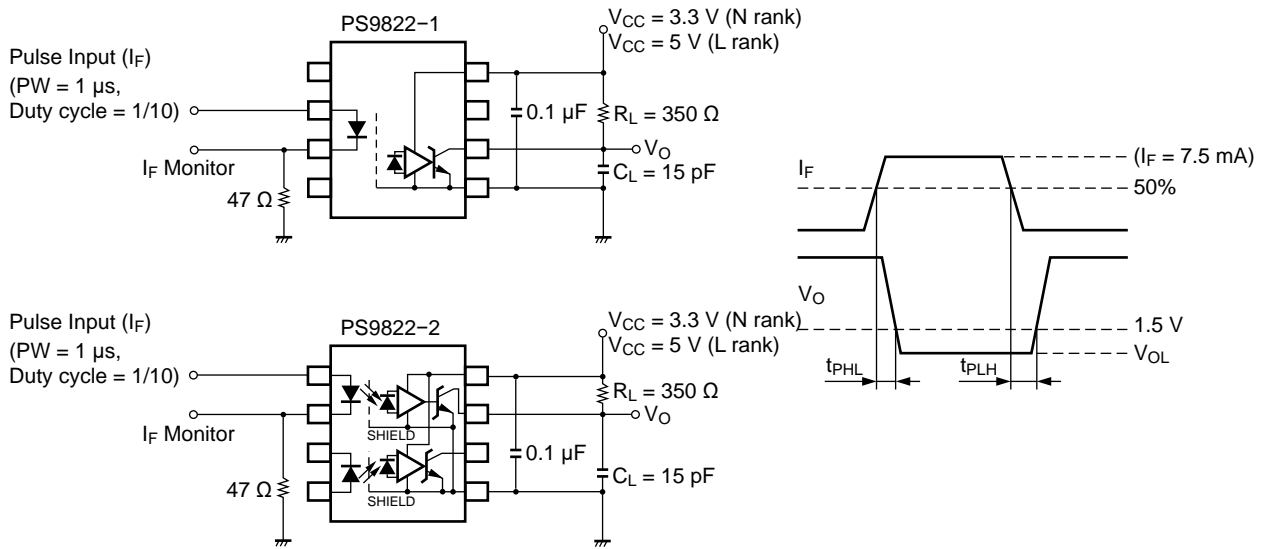 PS9822−1
VCC = 3.3 V (N rank)
VCC = 5 V (L rank)
Pulse Input (IF)
(PW = 1 μs,
Duty cycle = 1/10)
0.1 μF
RL = 350 Ω
VO
IF Monitor
CL = 15 pF
47 Ω
PS9822−2
VCC = 3.3 V (N rank)
VCC = 5 V (L rank)
Pulse Input (IF)
(PW = 1 μs,
Duty cycle = 1/10)
RL = 350 Ω
VO
IF Monitor
SHIELD
0.1 μF
CL = 15 pF
47 Ω
SHIELD
IF
(IF = 7.5 mA)
50%
VO
1.5 V
VOL
tPHL
tPLH